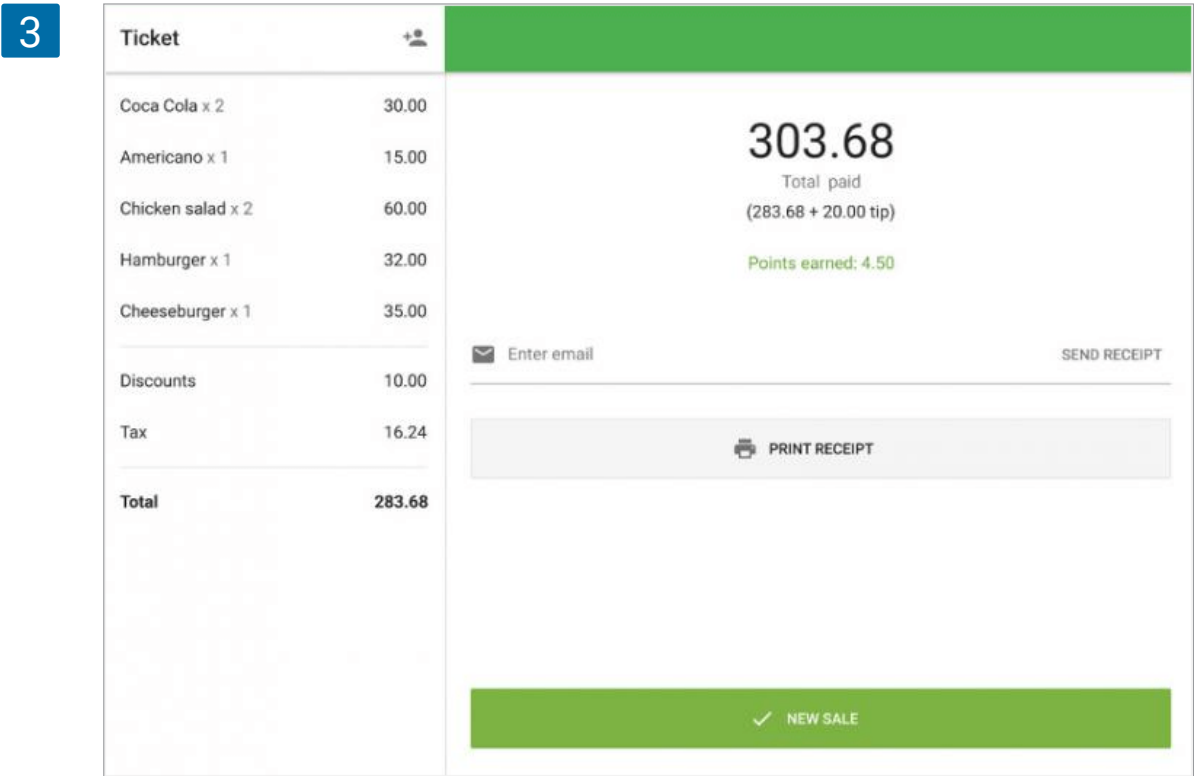 3
Ticket
Coca Cola x 2 30.00
Americano x 1 15.00
Chicken salad x 2 60.00
Hamburger x 1 32.00
Cheeseburger x 1 35.00
Discounts 10.00
Tax 16.24
Total 283.68
303.68
Total paid
(283.68 + 20.00 tip)
Points earned: 4.50
Enter email SEND RECEIPT
PRINT RECEIPT
NEW SALE